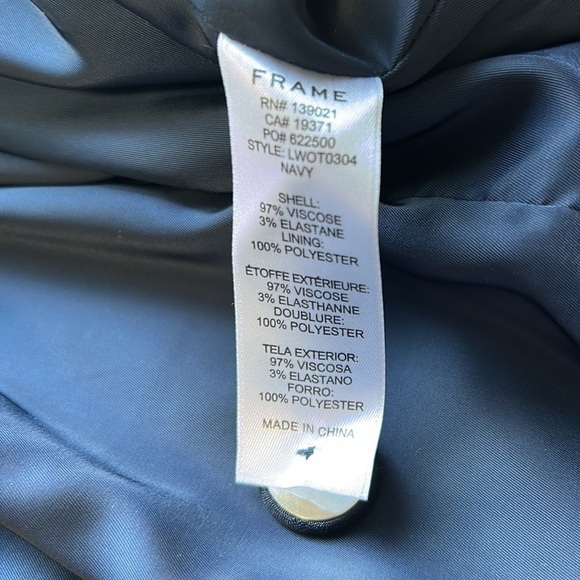 FRAME
RN# 139021
CA# 19371
PO# 622500
STYLE: LWOT0304
NAVY
SHELL:
97% VISCOSE
3% ELASTANE
LINING:
100% POLYESTER
ÉTOFFE EXTÉRIEURE:
97% VISCOSE
3% ELASTHANNE
DOUBLURE:
100% POLYESTER
TELA EXTERIOR:
97% VISCOSA
3% ELASTANO
FORRO:
100% POLYESTER
MADE IN CHINA
4